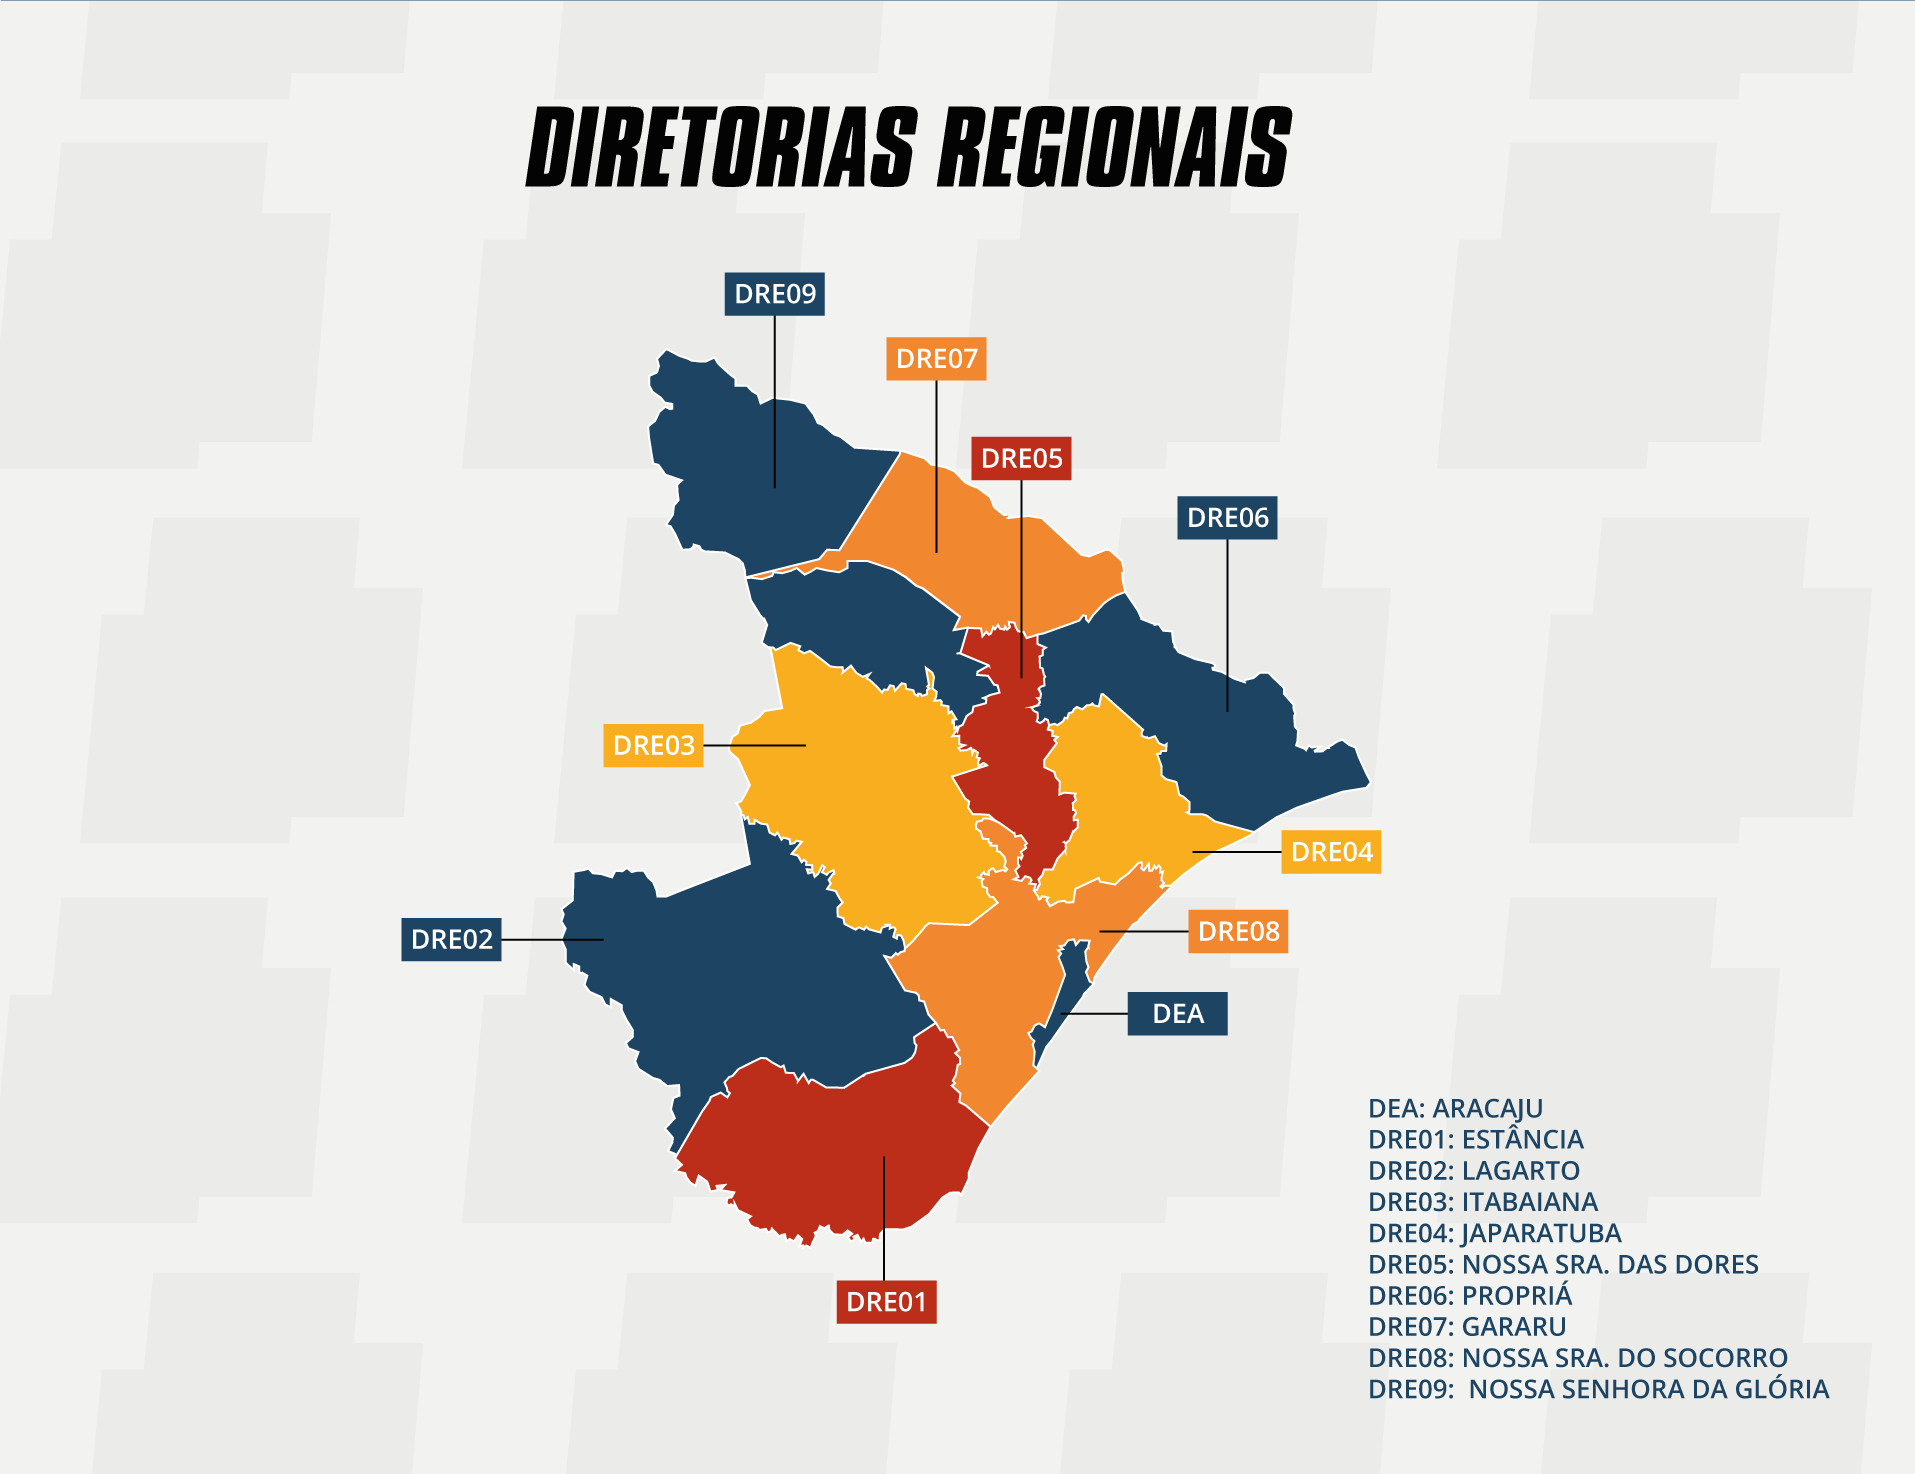 DIRETORIAS REGIONAIS
DRE09
DRE07
DRE05
DRE06
DRE03
DRE04
DRE02
DRE08
DEA
DRE01
DEA: ARACAJU
DRE01: ESTÂNCIA
DRE02: LAGARTO
DRE03: ITABAIANA
DRE04: JAPARATUBA
DRE05: NOSSA SRA. DAS DORES
DRE06: PROPRIÁ
DRE07: GARARU
DRE08: NOSSA SRA. DO SOCORRO
DRE09:  NOSSA SENHORA DA GLÓRIA